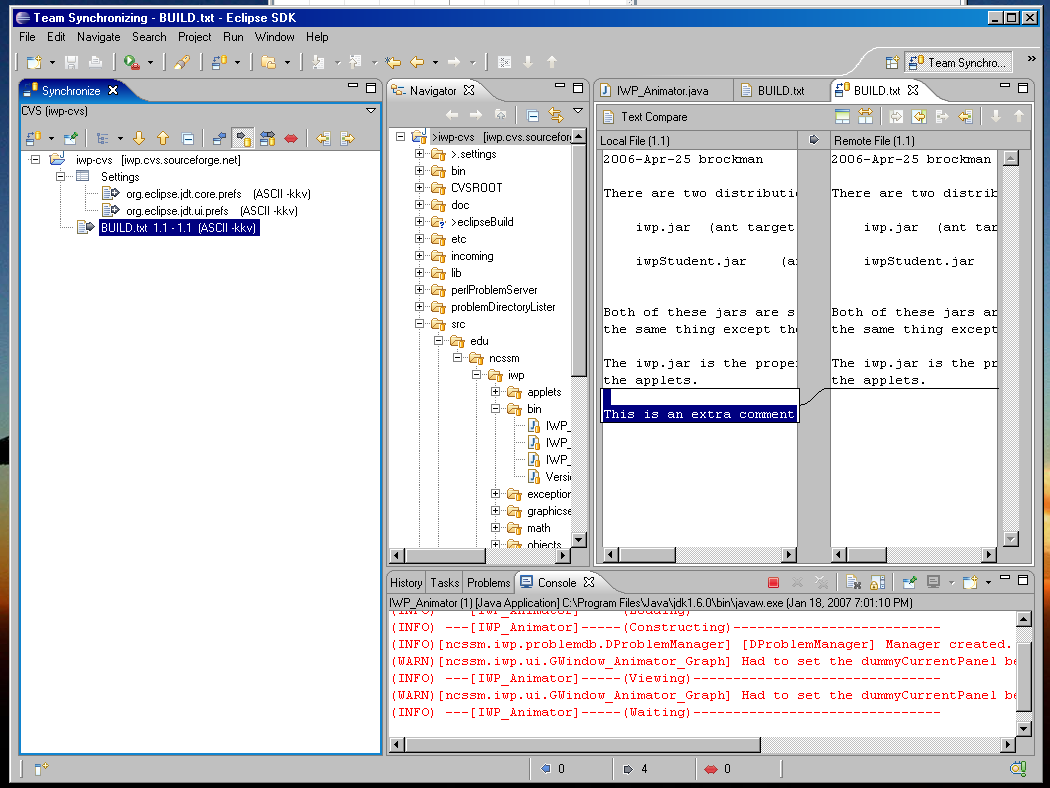 Team Synchronizing - BUILD.txt - Eclipse SDK
File Edit Navigate Search Project Run Window Help
Team Synchro...
Synchronize
CVS (iwp-cvs)
iwp-cvs [iwp.cvs.sourceforge.net]
Settings
org.eclipse.jdt.core.prefs (ASCII -kkv)
org.eclipse.jdt.ui.prefs (ASCII -kkv)
BUILD.txt 1.1 - 1.1 (ASCII -kkv)
Navigator
>iwp-cvs [iwp.cvs.sourcefor
>.settings
bin
CVSROOT
doc
>eclipseBuild
etc
incoming
lib
perlProblemServer
problemDirectoryLister
src
edu
ncssm
iwp
applets
bin
IWP_
IWP_
IWP_
Versi
exception
graphicse
math
objects
IWP_Animator.java BUILD.txt BUILD.txt
Text Compare
Local File (1.1)
2006-Apr-25 brockman
There are two distributi
iwp.jar (ant target
iwpStudent.jar (a
Both of these jars are s
the same thing except the
The iwp.jar is the prope
the applets.
This is an extra comment
Remote File (1.1)
2006-Apr-25 brockman
There are two distrib
iwp.jar (ant tar
iwpStudent.jar
Both of these jars ar
the same thing except
The iwp.jar is the pr
the applets.
History Tasks Problems Console
IWP_Animator (1) [Java Application] C:\Program Files\Java\jdk1.6.0\bin\javaw.exe (Jan 18, 2007 7:01:10 PM)
(INFO) ---[IWP_Animator]-----(Loading)
(INFO) ---[IWP_Animator]-----(Constructing)---------------------------
(INFO)[ncssm.iwp.problemdb.DProblemManager] [DProblemManager] Manager created.
(WARN)[ncssm.iwp.ui.GWindow_Animator_Graph] Had to set the dummyCurrentPanel be
(INFO) ---[IWP_Animator]-----(Viewing)--------------------------------
(WARN)[ncssm.iwp.ui.GWindow_Animator_Graph] Had to set the dummyCurrentPanel be
(INFO) ---[IWP_Animator]-----(Waiting)--------------------------------
0 4 0